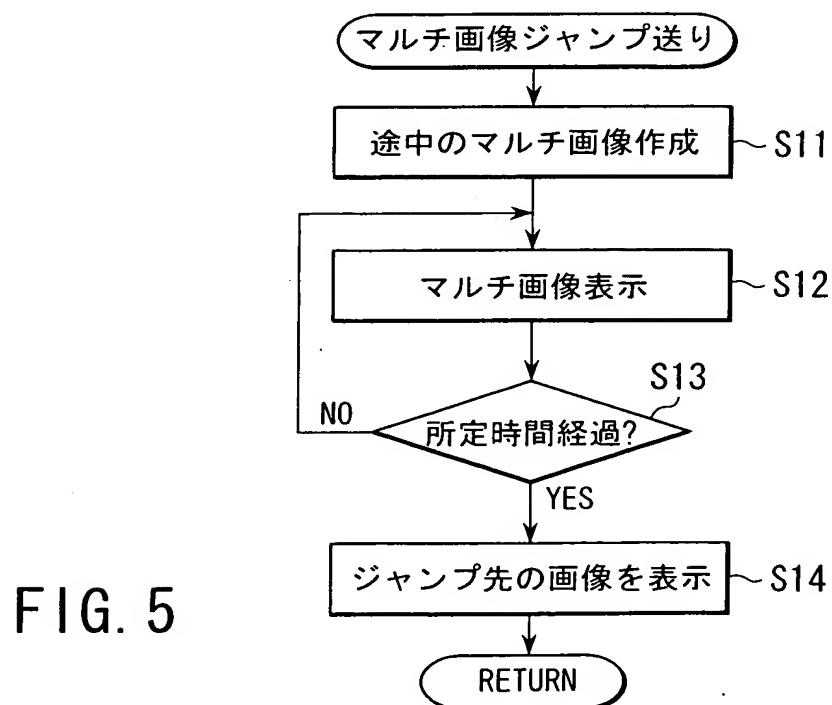 マルチ画像ジャンプ送り
途中のマルチ画像作成
S11
マルチ画像表示
S12
S13
所定時間経過?
NO
YES
ジャンプ先の画像を表示
S14
RETURN
FIG. 5